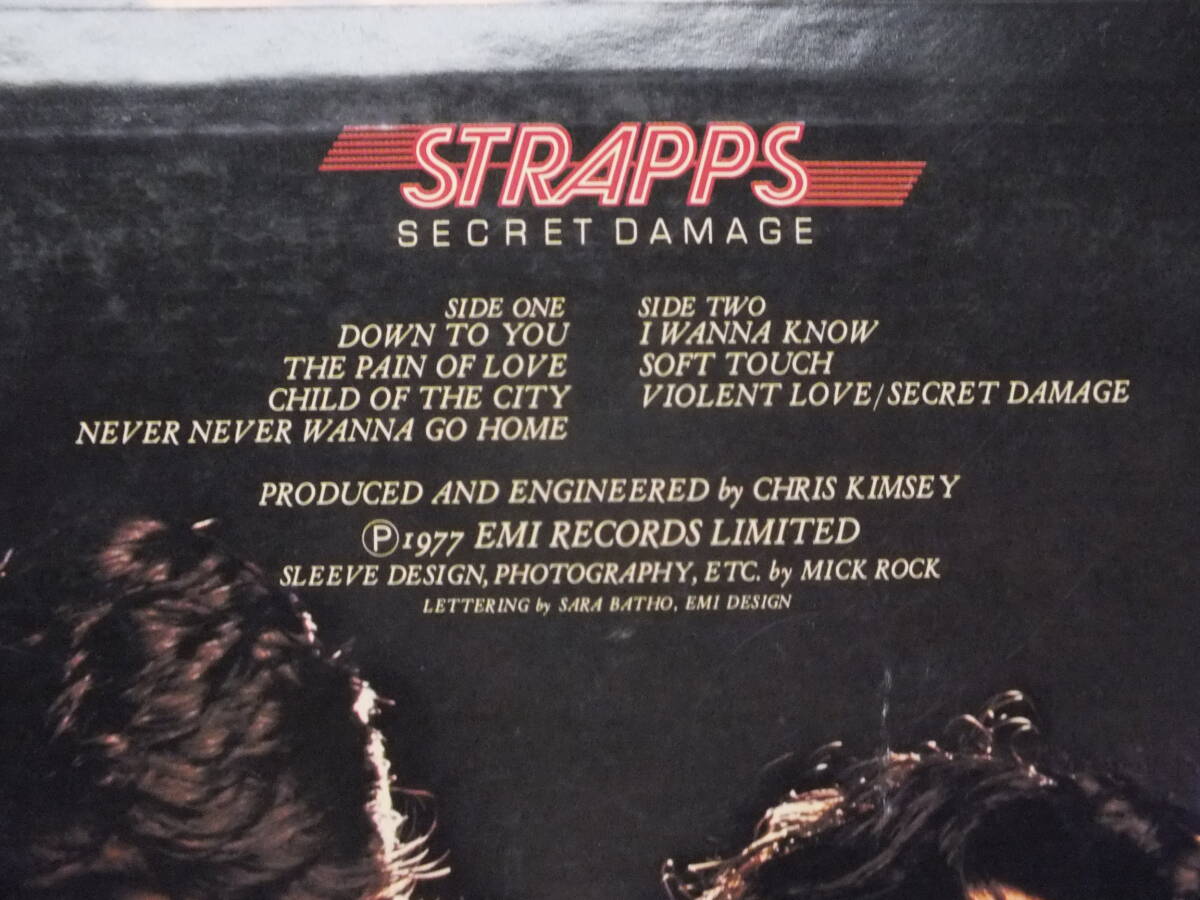 STRAPPS
SECRET DAMAGE
SIDE ONE
DOWN TO YOU
THE PAIN OF LOVE
CHILD OF THE CITY
NEVER NEVER WANNA GO HOME
SIDE TWO
I WANNA KNOW
SOFT TOUCH
VIOLENT LOVE/SECRET DAMAGE
PRODUCED AND ENGINEERED by CHRIS KIMSEY
Ⓟ1977 EMI RECORDS LIMITED
SLEEVE DESIGN, PHOTOGRAPHY, ETC. by MICK ROCK
LETTERING by SARA BATHO, EMI DESIGN